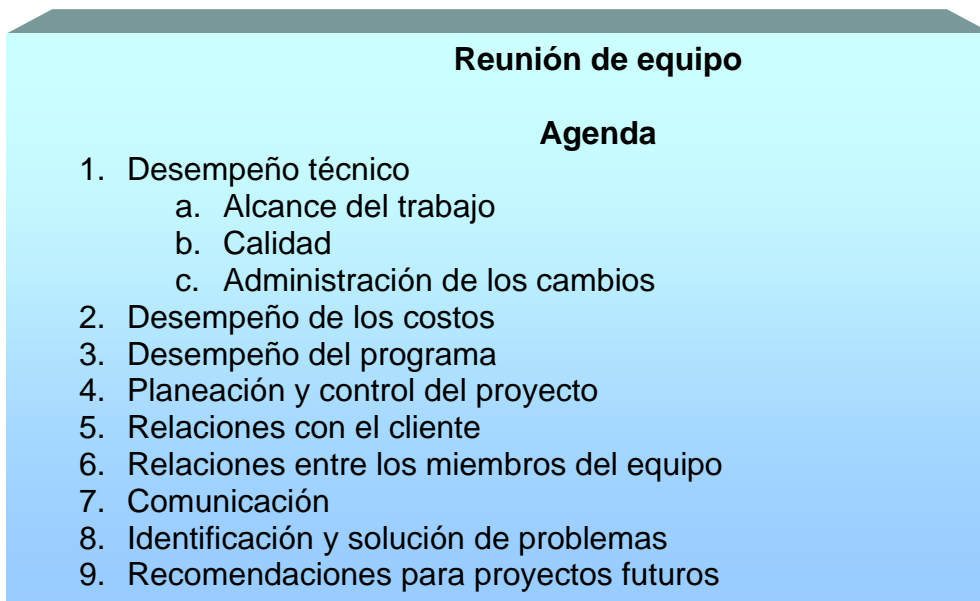 Reunión de equipo
Agenda
1. Desempeño técnico
a. Alcance del trabajo
b. Calidad
c. Administración de los cambios
2. Desempeño de los costos
3. Desempeño del programa
4. Planeación y control del proyecto
5. Relaciones con el cliente
6. Relaciones entre los miembros del equipo
7. Comunicación
8. Identificación y solución de problemas
9. Recomendaciones para proyectos futuros